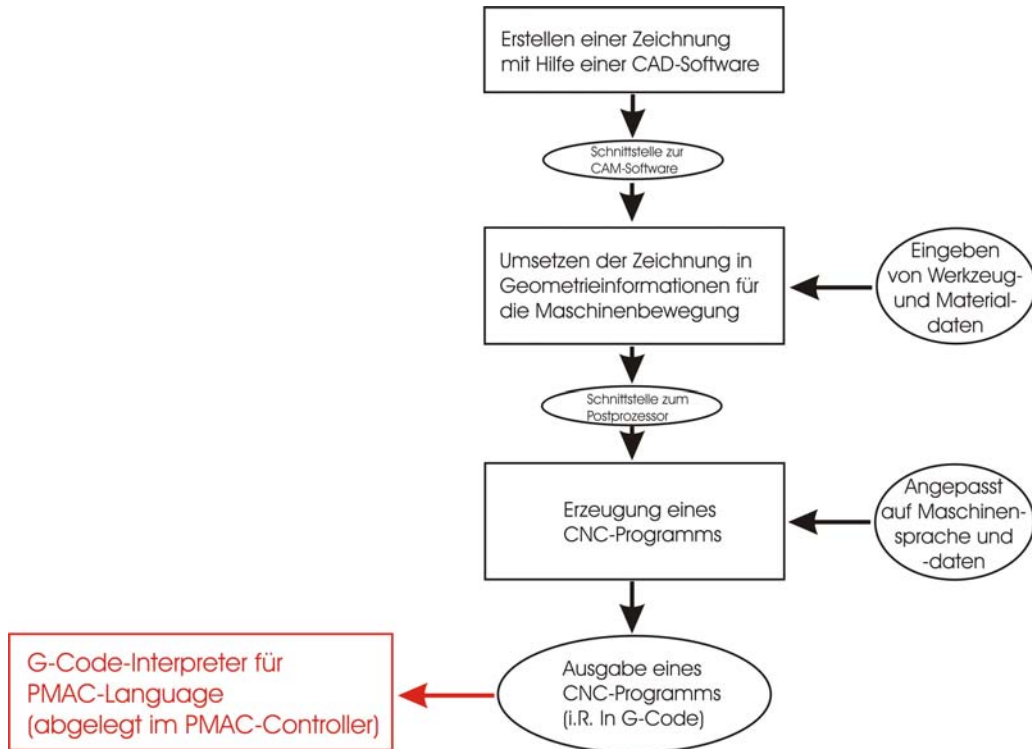 Erstellen einer Zeichnung
mit Hilfe einer CAD-Software
Schnittstelle zur
CAM-Software
Umsetzen der Zeichnung in
Geometrieinformationen für
die Maschinenbewegung
Eingeben
von Werkzeug-
und Material-
daten
Schnittstelle zum
Postprozessor
Erzeugung eines
CNC-Programms
Angepasst
auf Maschinen-
sprache und
-daten
Ausgabe eines
CNC-Programms
(i.R. In G-Code)
G-Code-Interpreter für
PMAC-Language
(abgelegt im PMAC-Controller)